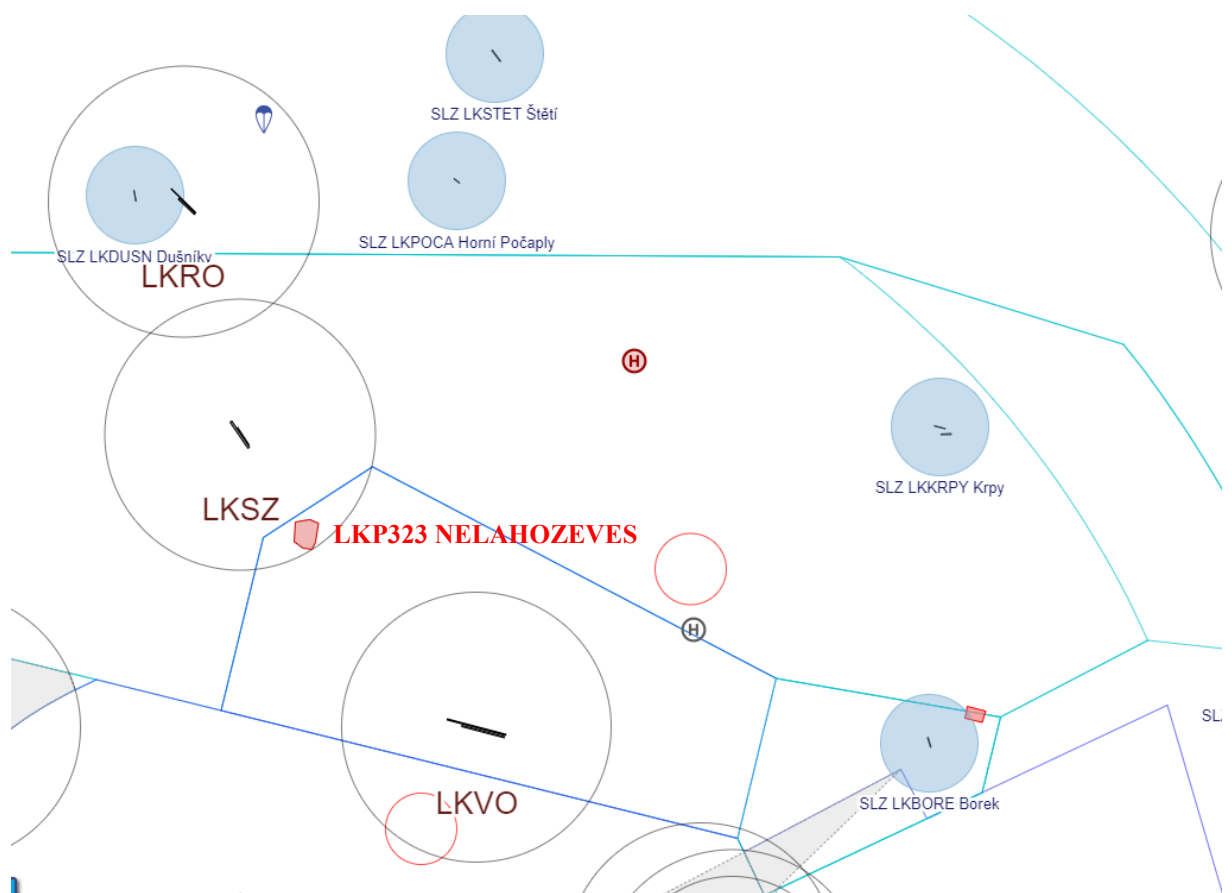 SLZ LKSTET Štětí
SLZ LKPOCA Horní Počaply
SLZ LKDUSN Dušníky
LKRO
H
SLZ LKKRPY Krpy
LKSZ
LKP323 NELAHOZEVES
H
SLZ
SLZ LKBORE Borek
LKVO